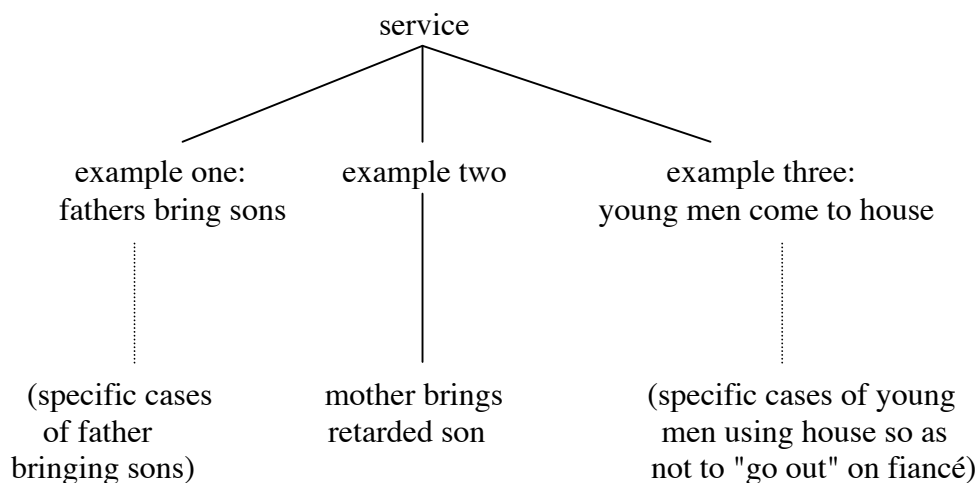 service
example one:
fathers bring sons
example two
example three:
young men come to house
(specific cases
of father
bringing sons)
mother brings
retarded son
(specific cases of young
men using house so as
not to "go out" on fiancé)